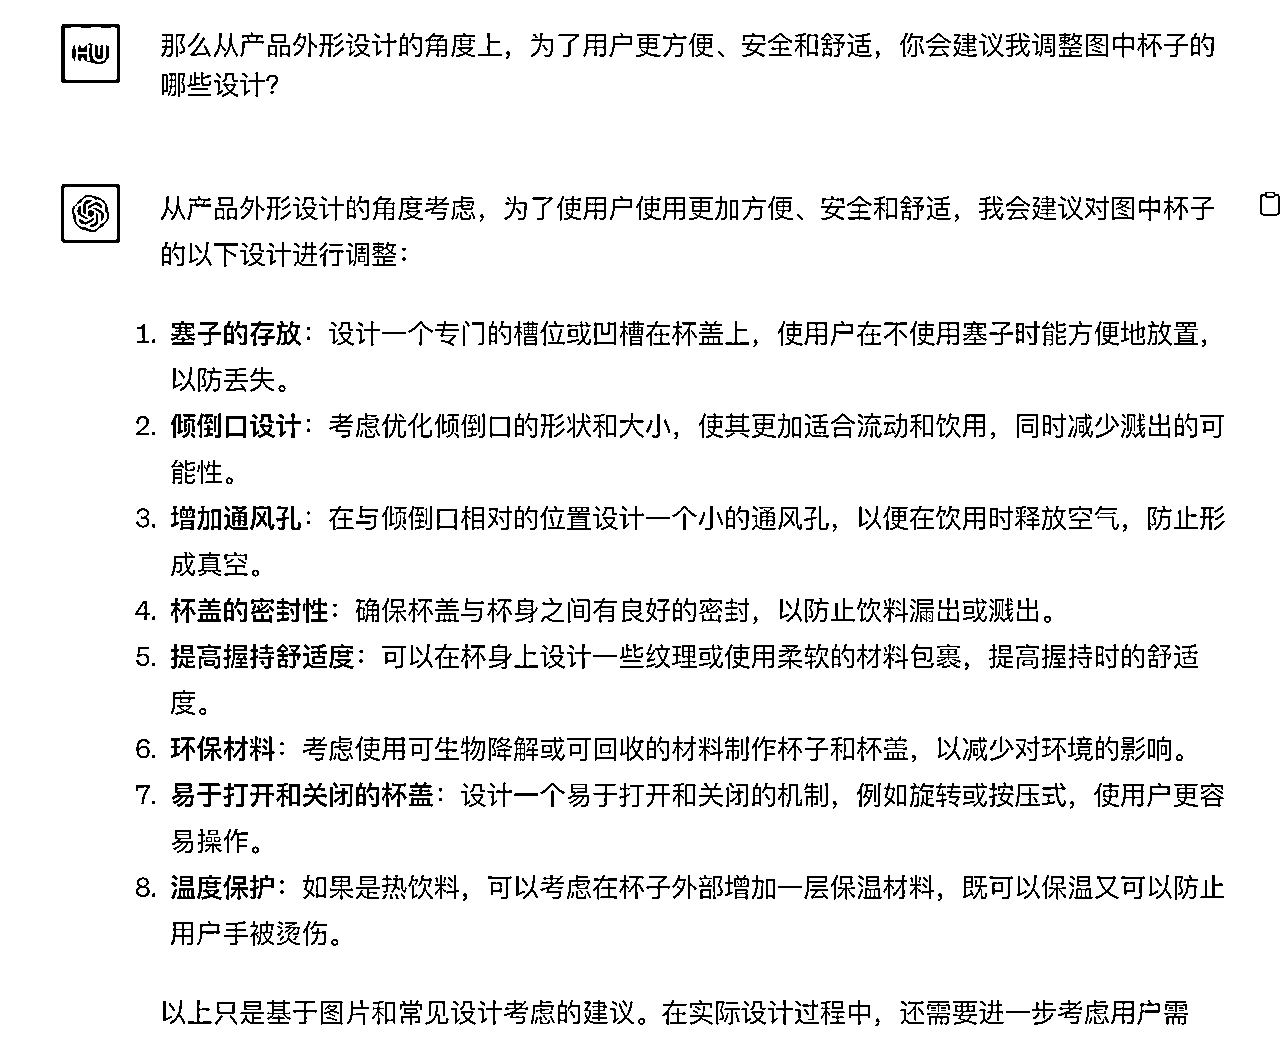 那么从产品外形设计的角度上，为了用户更方便、安全和舒适，你会建议我调整图中杯子的
哪些设计？
从产品外形设计的角度考虑，为了使用户使用更加方便、安全和舒适，我会建议对图中杯子
的以下设计进行调整：
1. 塞子的存放：设计一个专门的槽位或凹槽在杯盖上，使用户在不使用塞子时能方便地放置，
以防丢失。
2. 倾倒口设计：考虑优化倾倒口的形状和大小，使其更加适合流动和饮用，同时减少溅出的可
能性。
3. 增加通风孔：在与倾倒口相对的位置设计一个小的通风孔，以便在饮用时释放空气，防止形
成真空。
4. 杯盖的密封性：确保杯盖与杯身之间有良好的密封，以防止饮料漏出或溅出。
5. 提高握持舒适度：可以在杯身上设计一些纹理或使用柔软的材料包裹，提高握持时的舒适
度。
6. 环保材料：考虑使用可生物降解或可回收的材料制作杯子和杯盖，以减少对环境的影响。
7. 易于打开和关闭的杯盖：设计一个易于打开和关闭的机制，例如旋转或按压式，使用户更容
易操作。
8. 温度保护：如果是热饮料，可以考虑在杯子外部增加一层保温材料，既可以保温又可以防止
用户手被烫伤。
以上只是基于图片和常见设计考虑的建议。在实际设计过程中，还需要进一步考虑用户需